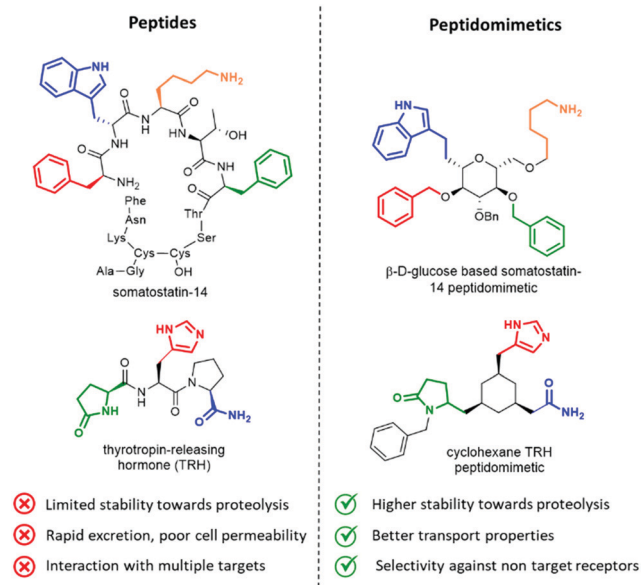 Peptides
Peptidomimetics
NH
NH2
O
H
N
O
N
H
OH
O
NH
O
HN
O
NH2
Phe
Asn
Lys
Cys
Cys
Ala
Gly
OH
Ser
Thr
somatostatin-14
HN
NH2
O
O
O
O
OBn
β-D-glucose based somatostatin-
14 peptidomimetic
HN
N
O
O
N
H
N
O
NH
O
O
NH2
thyrotropin-releasing
hormone (TRH)
HN
N
O
N
O
NH2
cyclohexane TRH
peptidomimetic
Limited stability towards proteolysis
Rapid excretion, poor cell permeability
Interaction with multiple targets
Higher stability towards proteolysis
Better transport properties
Selectivity against non target receptors